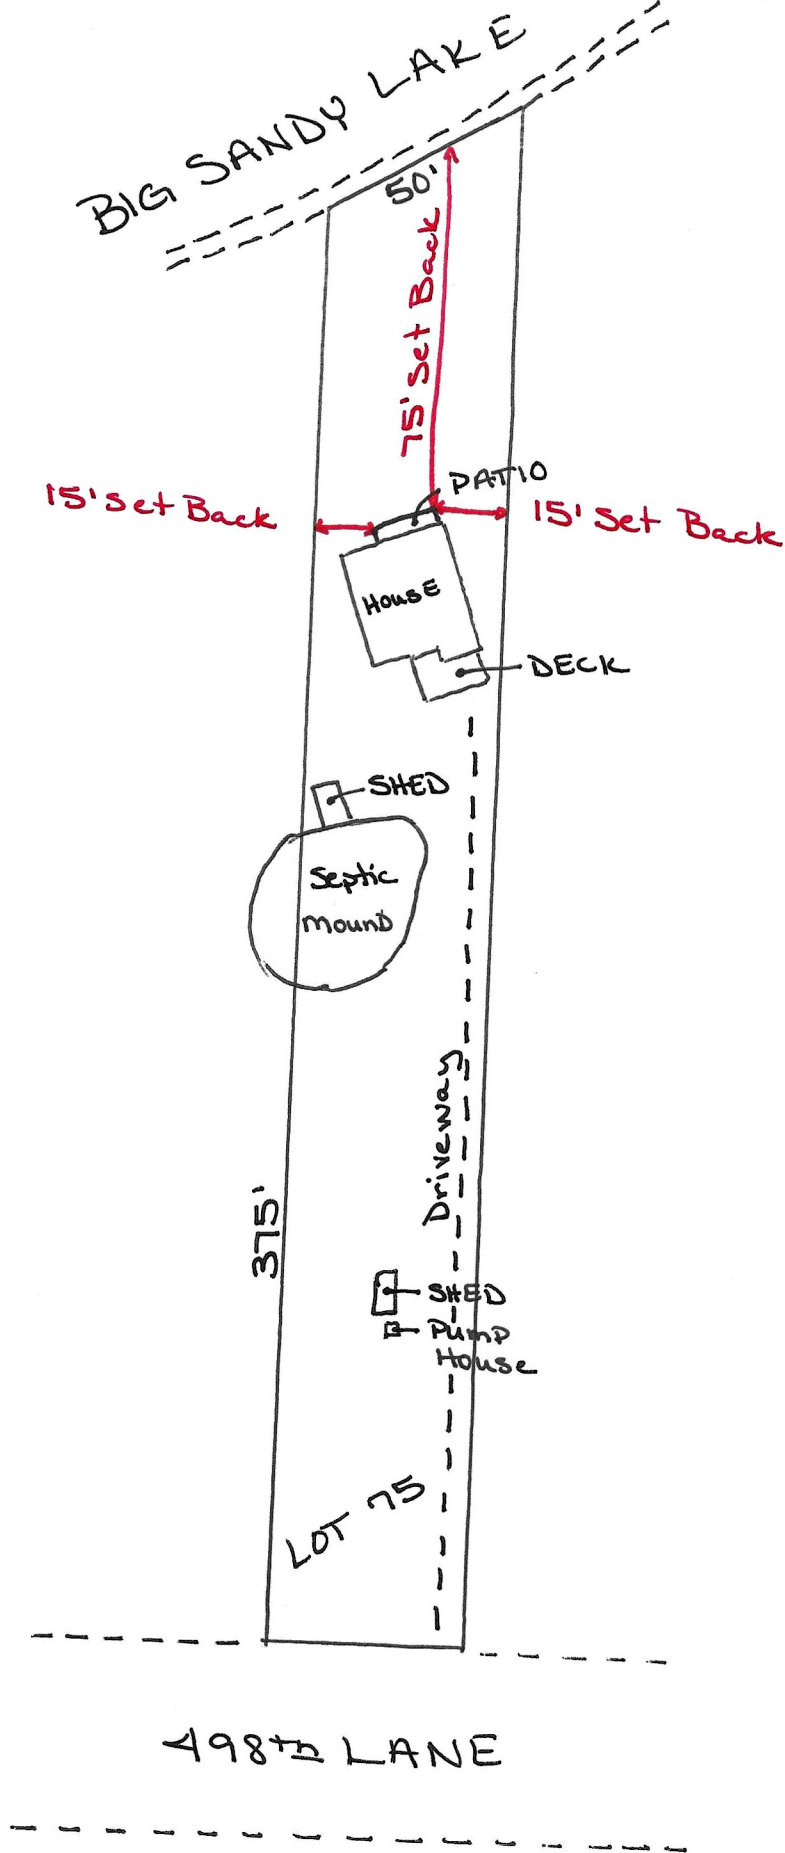 BIG SANDY LAKE
50'
75' Set Back
PATIO
15' Set Back
15' Set Back
HousE
DECK
SHED
Septic
MounD
Driveway
375'
SHED
Pump
House
LOT 75
498th LANE